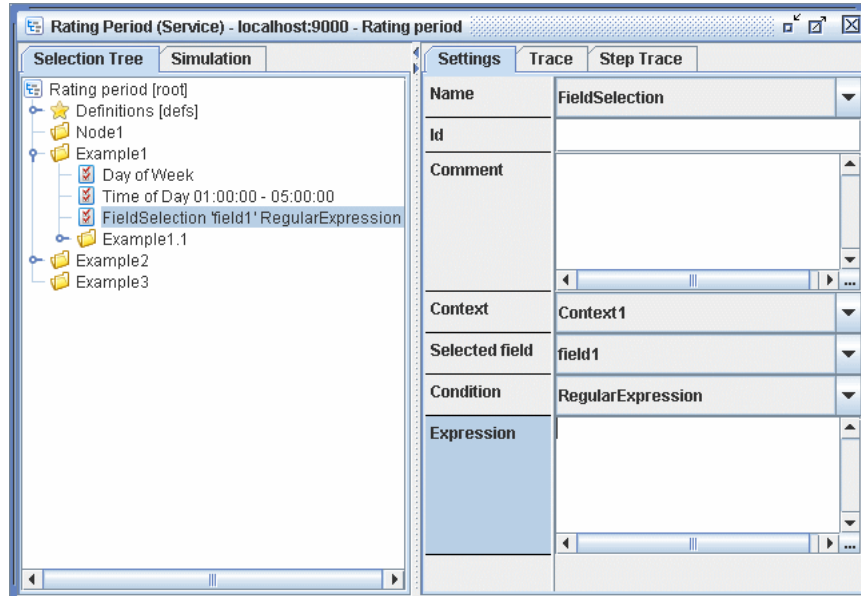 Rating Period (Service) - localhost:9000 - Rating period
Selection Tree Simulation
Rating period [root]
Definitions [defs]
Node1
Example1
Day of Week
Time of Day 01:00:00 - 05:00:00
FieldSelection 'field1' RegularExpression
Example1.1
Example2
Example3
Settings Trace Step Trace
Name FieldSelection
Id
Comment
...
Context Context1
Selected field field1
Condition RegularExpression
Expression
...